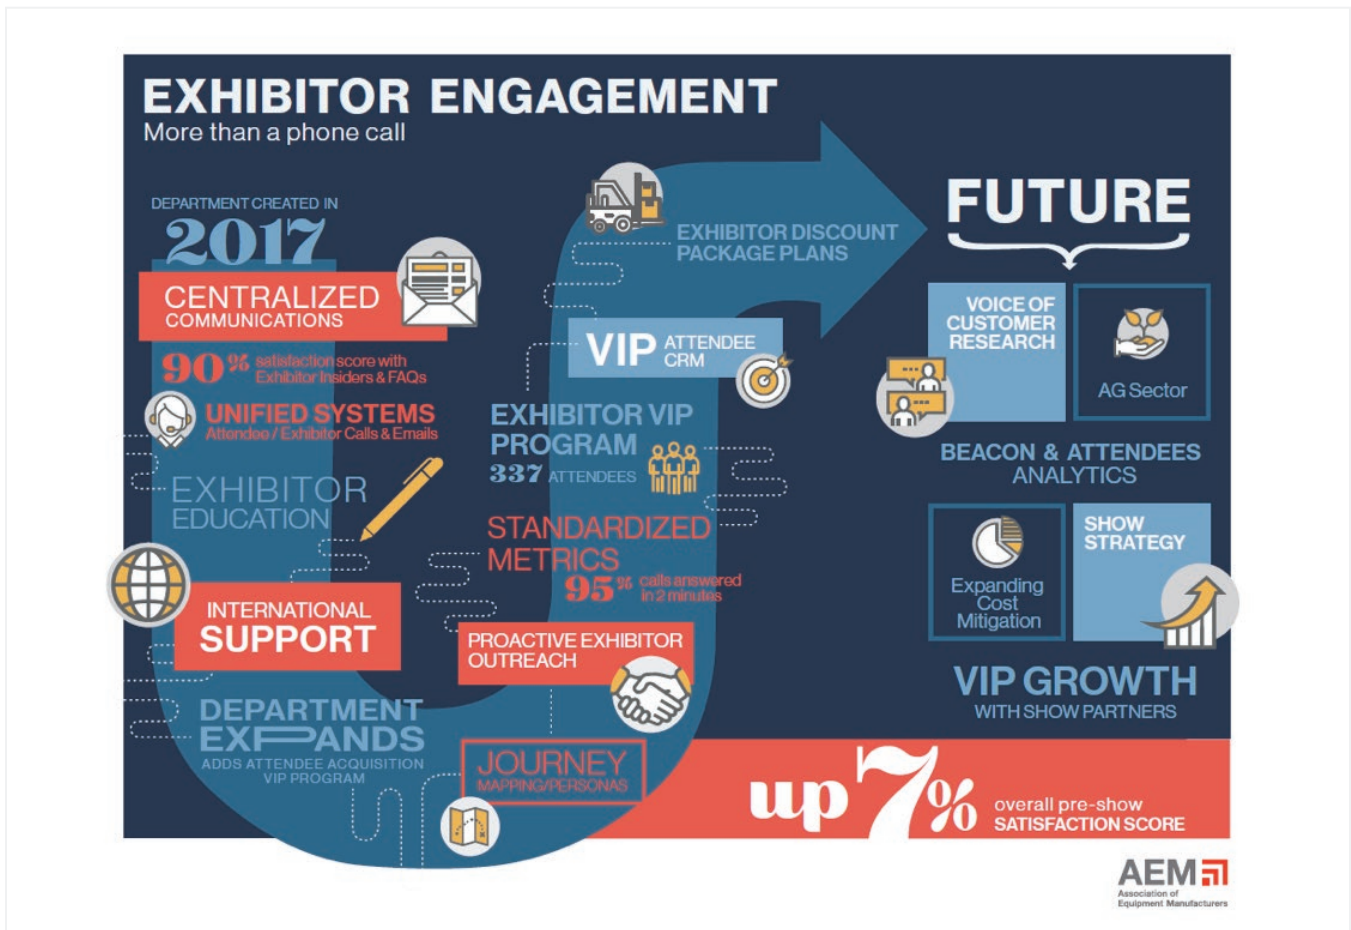 EXHIBITOR ENGAGEMENT
More than a phone call
DEPARTMENT CREATED IN
2017
CENTRALIZED
COMMUNICATIONS
90% satisfaction score with
Exhibitor Insiders & FAQs
UNIFIED SYSTEMS
Attendee / Exhibitor Calls & Emails
EXHIBITOR
EDUCATION
INTERNATIONAL
SUPPORT
DEPARTMENT
EXPANDS
ADDS ATTENDEE ACQUISITION
VIP PROGRAM
JOURNEY
MAPPING/PERSONAS
PROACTIVE EXHIBITOR
OUTREACH
STANDARDIZED
METRICS
95% calls answered
in 2 minutes
EXHIBITOR VIP
PROGRAM
337 ATTENDEES
VIP ATTENDEE
CRM
EXHIBITOR DISCOUNT
PACKAGE PLANS
FUTURE
VOICE OF
CUSTOMER
RESEARCH
AG Sector
BEACON & ATTENDEES
ANALYTICS
Expanding
Cost
Mitigation
SHOW
STRATEGY
VIP GROWTH
WITH SHOW PARTNERS
up 7% overall pre-show
SATISFACTION SCORE
AEM
Association of
Equipment Manufacturers